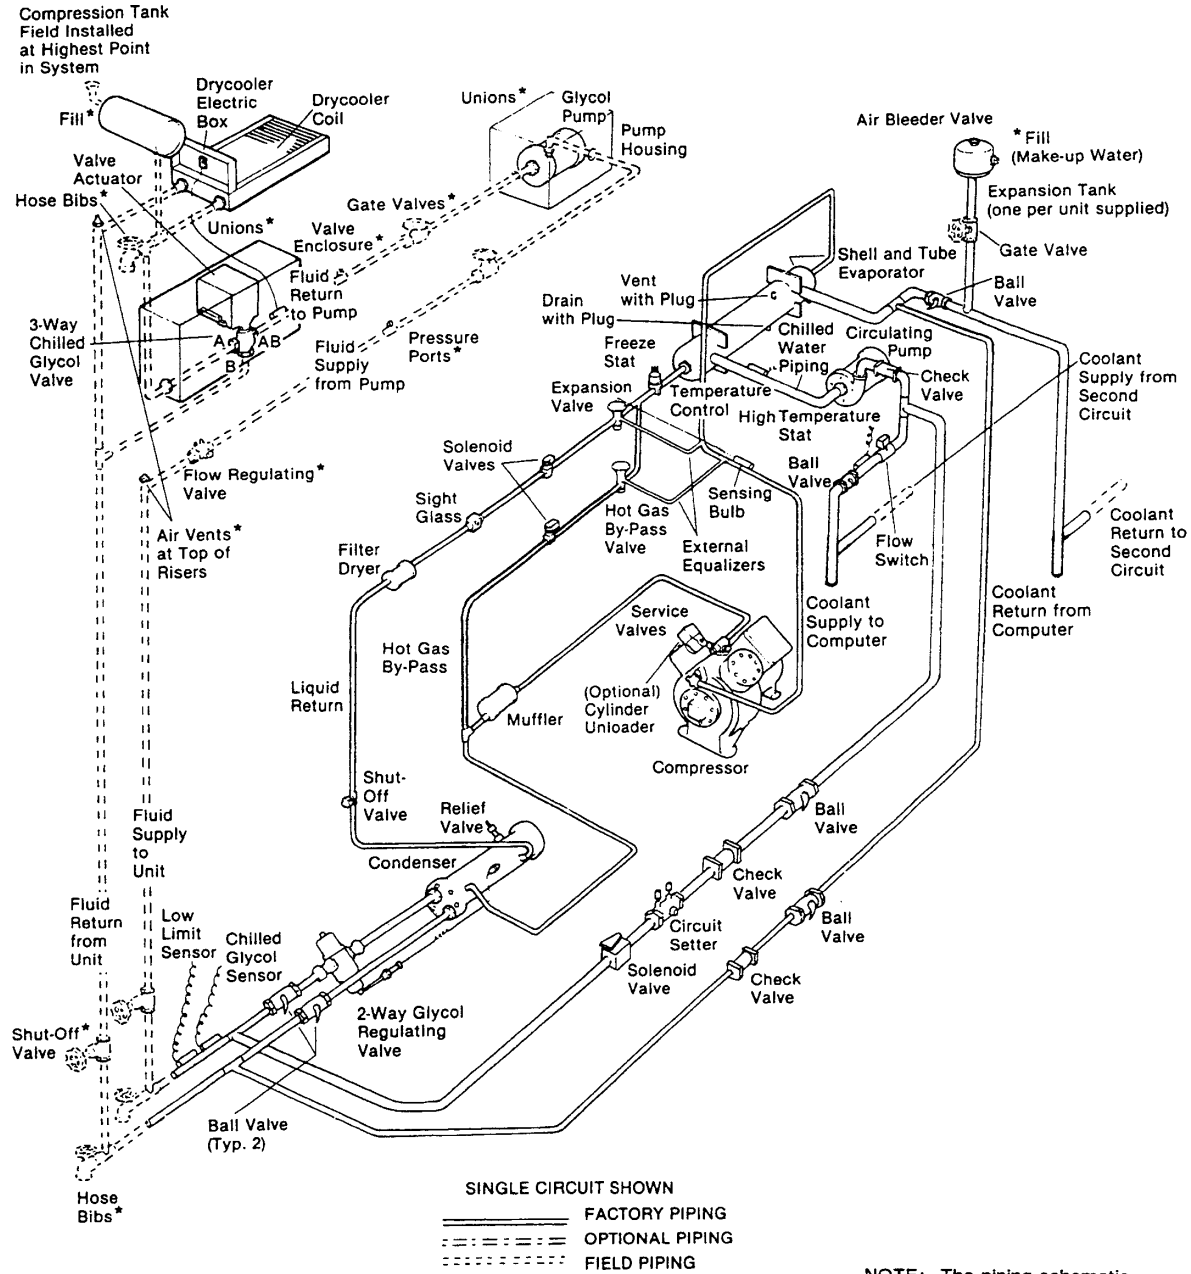 Compression Tank
Field Installed
at Highest Point
in System
Fill*
Drycooler
Electric
Box
Drycooler
Coil
Unions*
Glycol
Pump
Pump
Housing
Air Bleeder Valve
*Fill
(Make-up Water)
Expansion Tank
(one per unit supplied)
Gate Valve
Valve
Actuator
Hose Bibs*
Unions*
Valve
Enclosure*
Gate Valves*
Fluid
Return
to Pump
Shell and Tube
Evaporator
Vent
with Plug
Drain
with Plug
Ball
Valve
3-Way
Chilled
Glycol
Valve
A
AB
B
Fluid
Supply
from Pump
Pressure
Ports*
Freeze
Stat
Chilled
Water
Piping
Circulating
Pump
Check
Valve
Coolant
Supply from
Second
Circuit
Expansion
Valve
Temperature
Control
High Temperature
Stat
Flow Regulating*
Valve
Solenoid
Valves
Ball
Valve
Sensing
Bulb
Sight
Glass
Hot Gas
By-Pass
Valve
External
Equalizers
Flow
Switch
Coolant
Return to
Second
Circuit
Air Vents*
at Top of
Risers
Filter
Dryer
Coolant
Supply to
Computer
Coolant
Return from
Computer
Service
Valves
Hot Gas
By-Pass
Liquid
Return
Muffler
(Optional)
Cylinder
Unloader
Compressor
Shut-
Off
Valve
Relief
Valve
Condenser
Ball
Valve
Fluid
Supply
to
Unit
Check
Valve
Fluid
Return
from
Unit
Low
Limit
Sensor
Chilled
Glycol
Sensor
Circuit
Setter
Ball
Valve
Solenoid
Valve
Check
Valve
2-Way Glycol
Regulating
Valve
Shut-Off*
Valve
Ball Valve
(Typ. 2)
Hose
Bibs*
SINGLE CIRCUIT SHOWN
FACTORY PIPING
OPTIONAL PIPING
FIELD PIPING
NOTE: The piping schematic